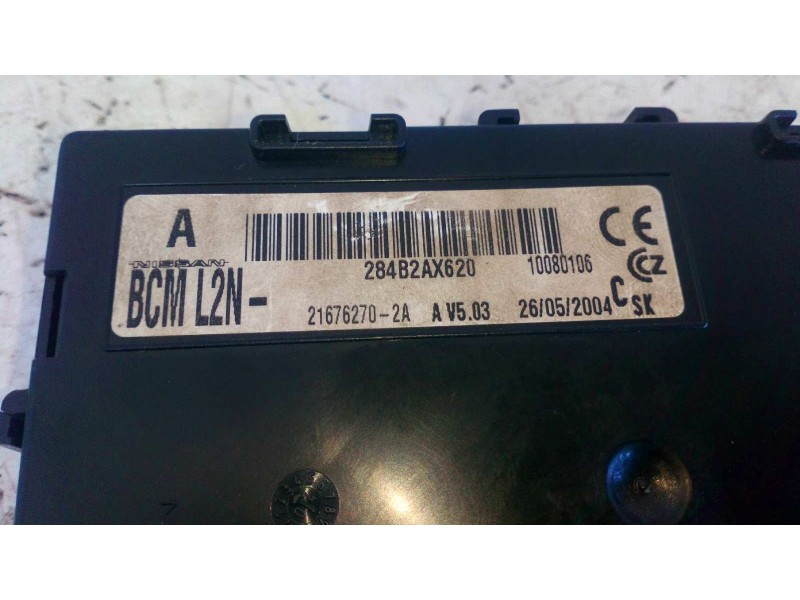 A
NISSAN
284B2AX620
10080106
CE
CCZ
BCM L2N-
21676270-2A A V5.03 26/05/2004 C SK